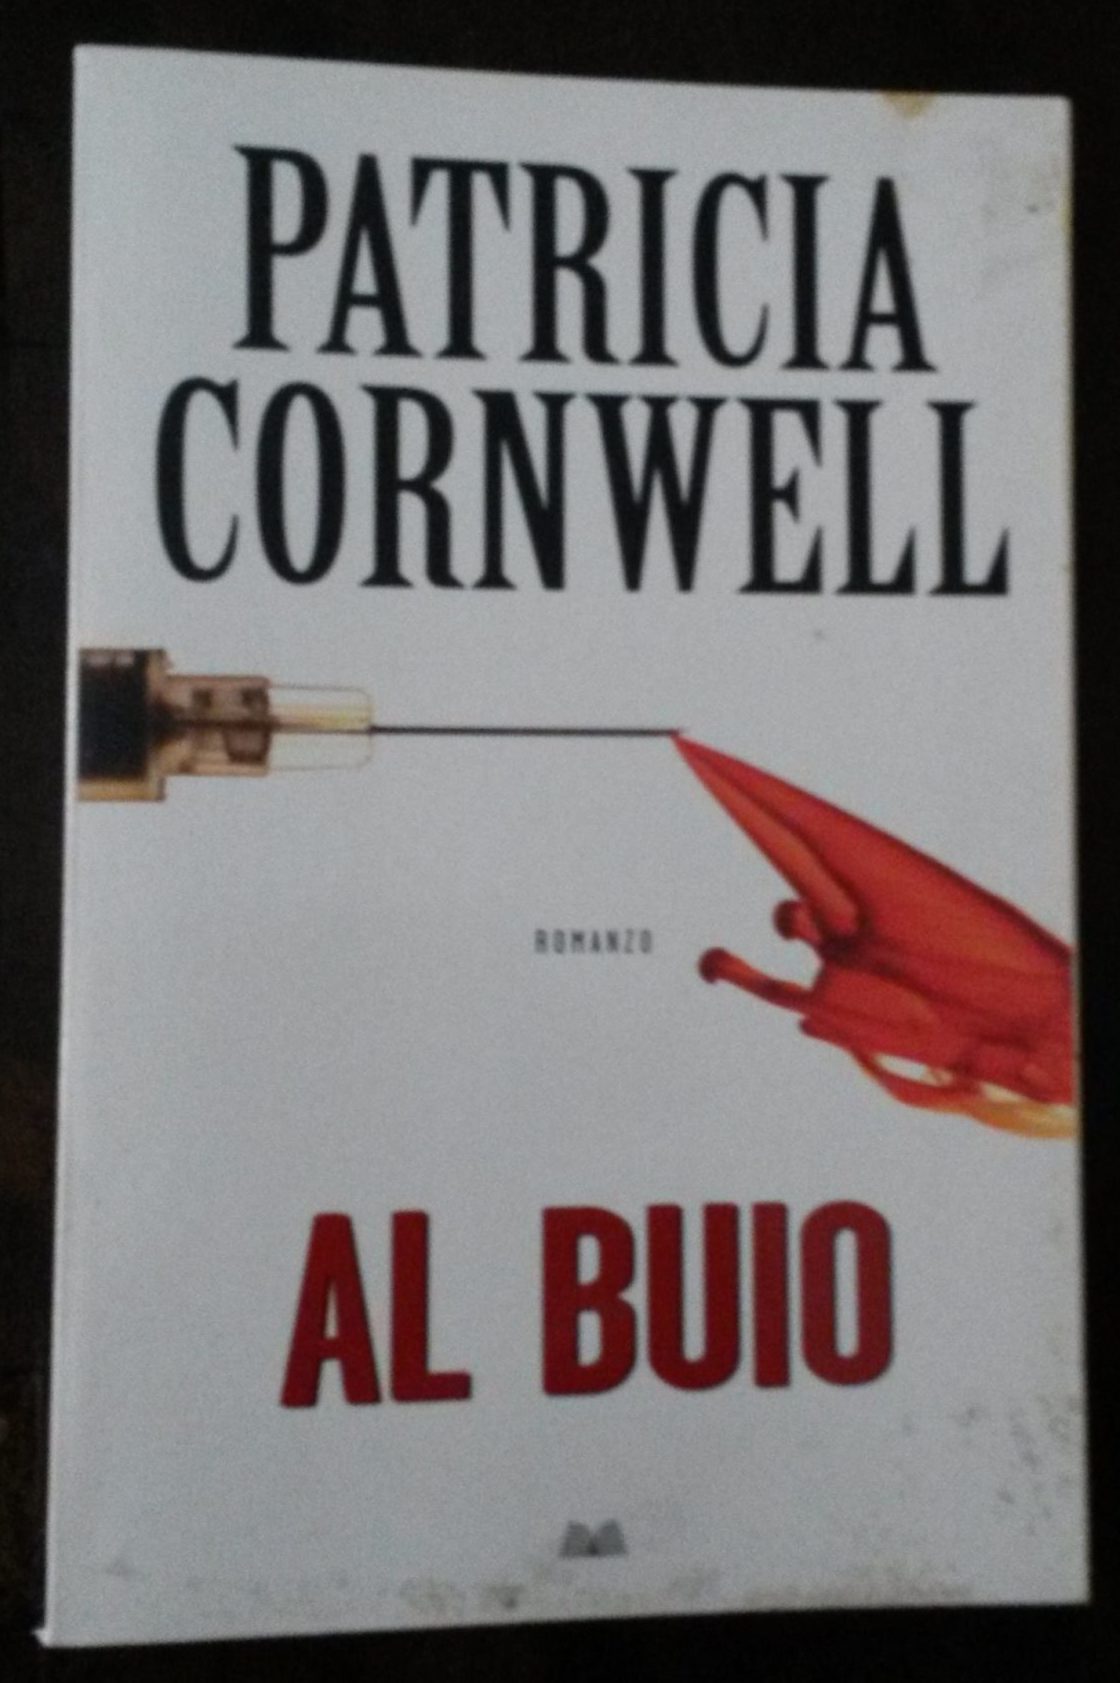 PATRICIA
CORNWELL
ROMANZO
AL BUIO